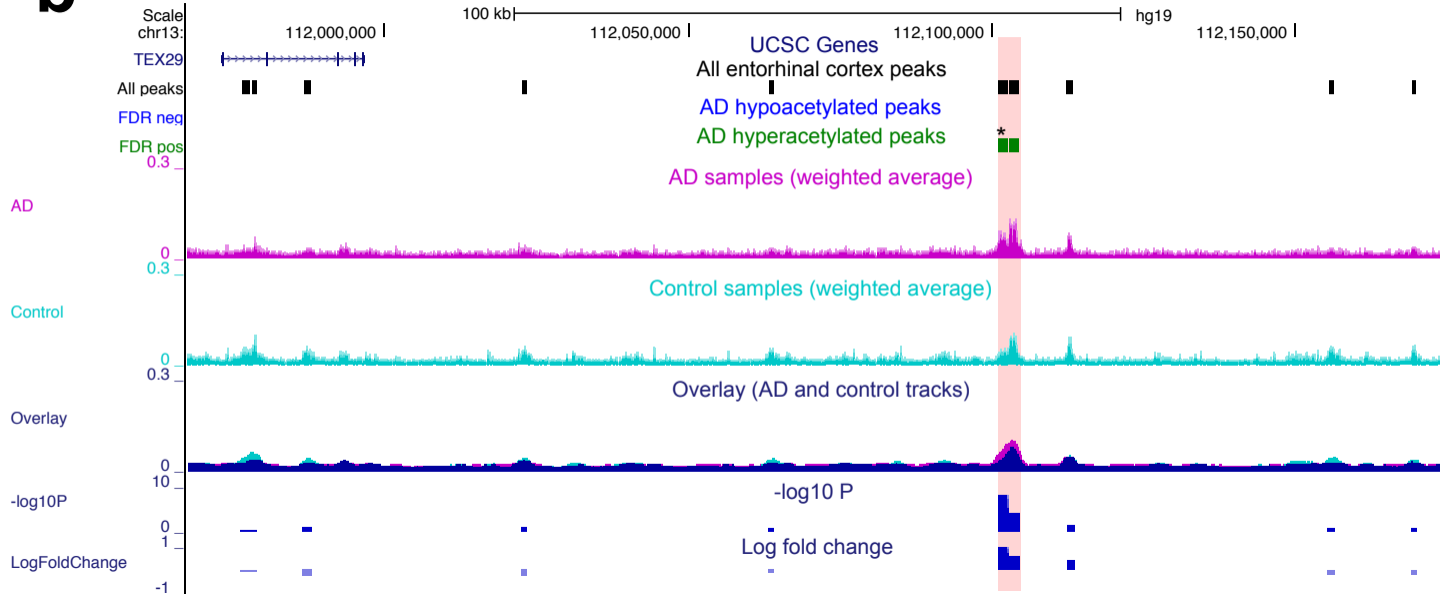 b
Scale 100 kb hg19
chr13: 112,000,000 112,050,000 112,100,000 112,150,000
UCSC Genes
TEX29
All entorhinal cortex peaks
All peaks
AD hypoacetylated peaks
FDR neg
AD hyperacetylated peaks
*
FDR pos
0.3
AD samples (weighted average)
AD
0
0.3
Control samples (weighted average)
Control
0
0.3
Overlay (AD and control tracks)
Overlay
0
10
-log10 P
-log10P
0
1
Log fold change
LogFoldChange
-1